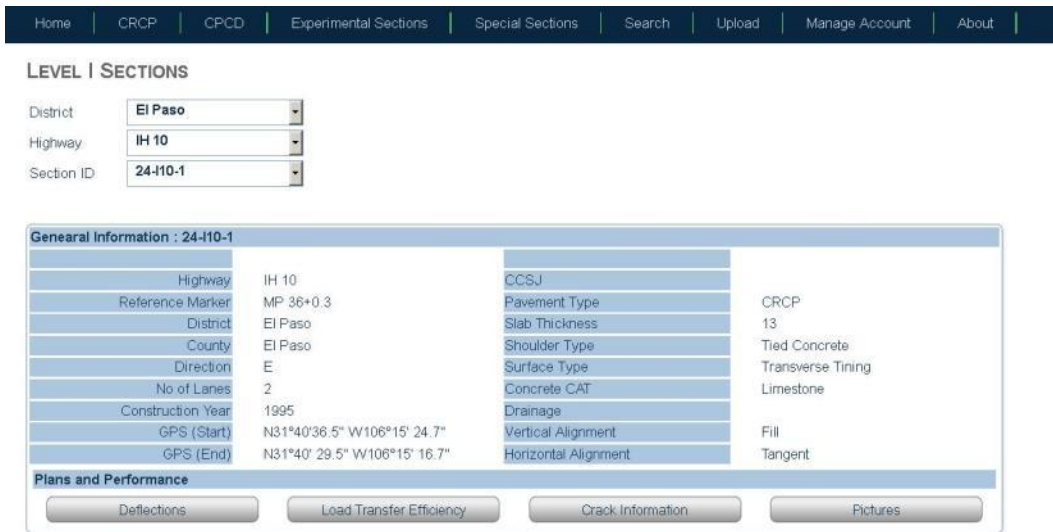 Home CRCP CPCD Experimental Sections Special Sections Search Upload Manage Account About
LEVEL I SECTIONS
District El Paso
Highway IH 10
Section ID 24-I10-1
Genearal Information : 24-I10-1
Highway IH 10 CCSJ
Reference Marker MP 36+0.3 Pavement Type CRCP
District El Paso Slab Thickness 13
County El Paso Shoulder Type Tied Concrete
Direction E Surface Type Transverse Tining
No of Lanes 2 Concrete CAT Limestone
Construction Year 1995 Drainage
GPS (Start) N31°40'36.5" W106°15' 24.7" Vertical Alignment Fill
GPS (End) N31°40' 29.5" W106°15' 16.7" Horizontal Alignment Tangent
Plans and Performance
Deflections Load Transfer Efficiency Crack Information Pictures